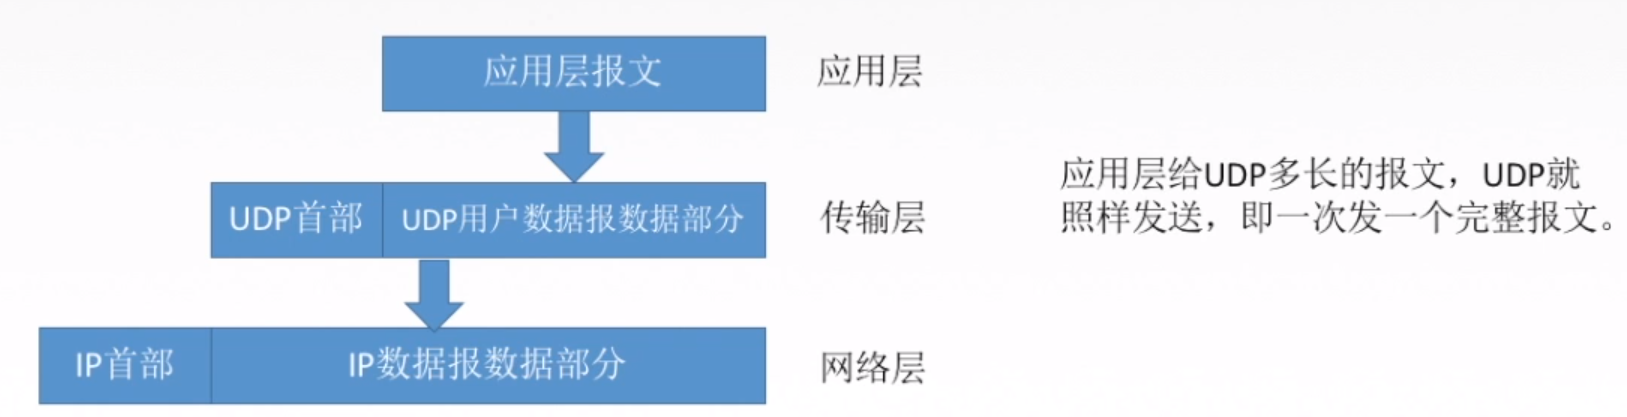 应用层报文
应用层
UDP首部
UDP用户数据报数据部分
传输层
应用层给UDP多长的报文，UDP就
照样发送，即一次发一个完整报文。
IP首部
IP数据报数据部分
网络层